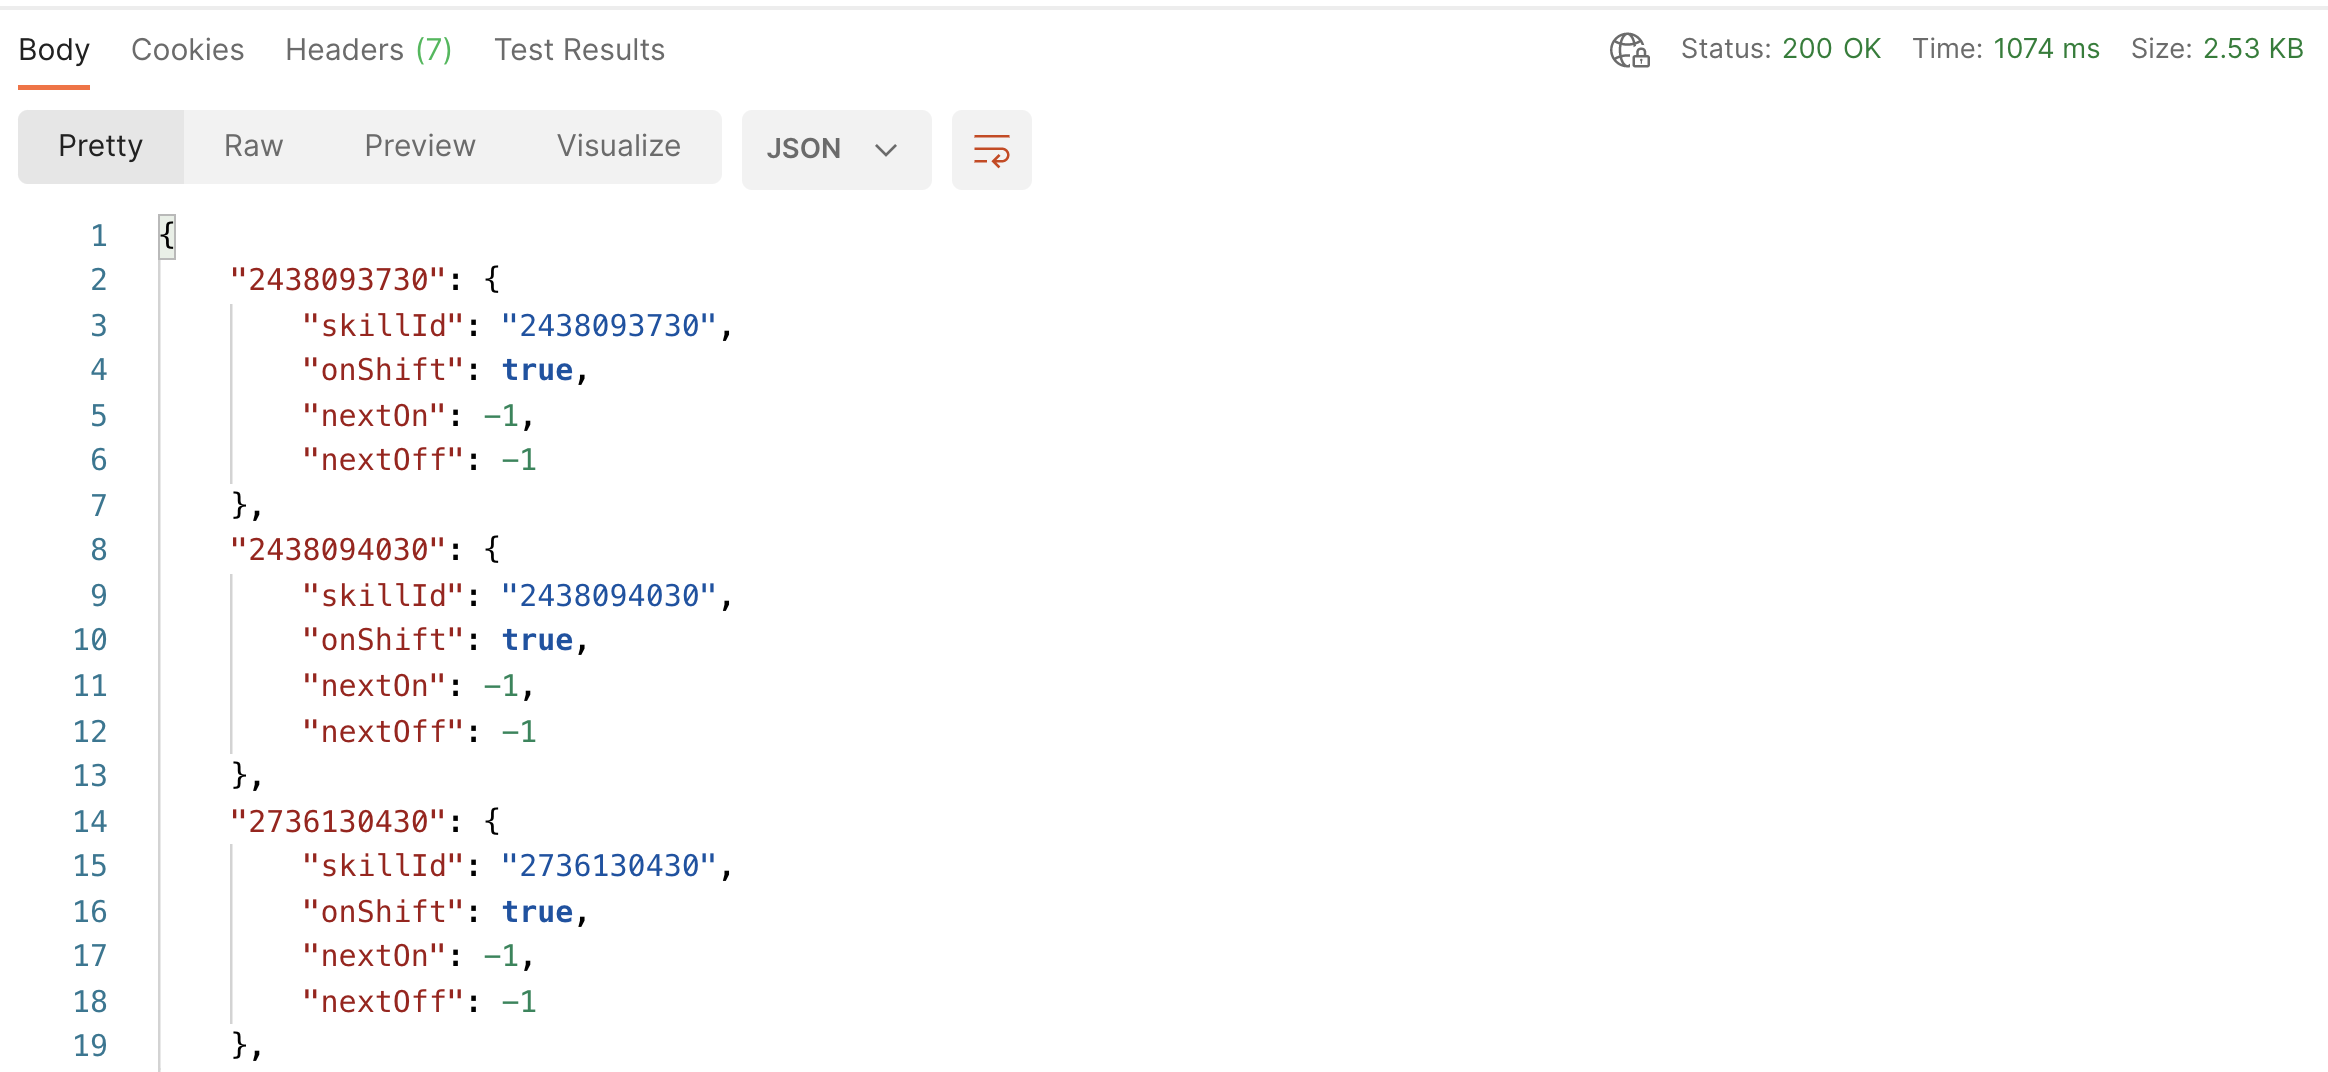 Body Cookies Headers (7) Test Results Status: 200 OK Time: 1074 ms Size: 2.53 KB
Pretty Raw Preview Visualize JSON
1 {
2 "2438093730": {
3 "skillId": "2438093730",
4 "onShift": true,
5 "nextOn": -1,
6 "nextOff": -1
7 },
8 "2438094030": {
9 "skillId": "2438094030",
10 "onShift": true,
11 "nextOn": -1,
12 "nextOff": -1
13 },
14 "2736130430": {
15 "skillId": "2736130430",
16 "onShift": true,
17 "nextOn": -1,
18 "nextOff": -1
19 },